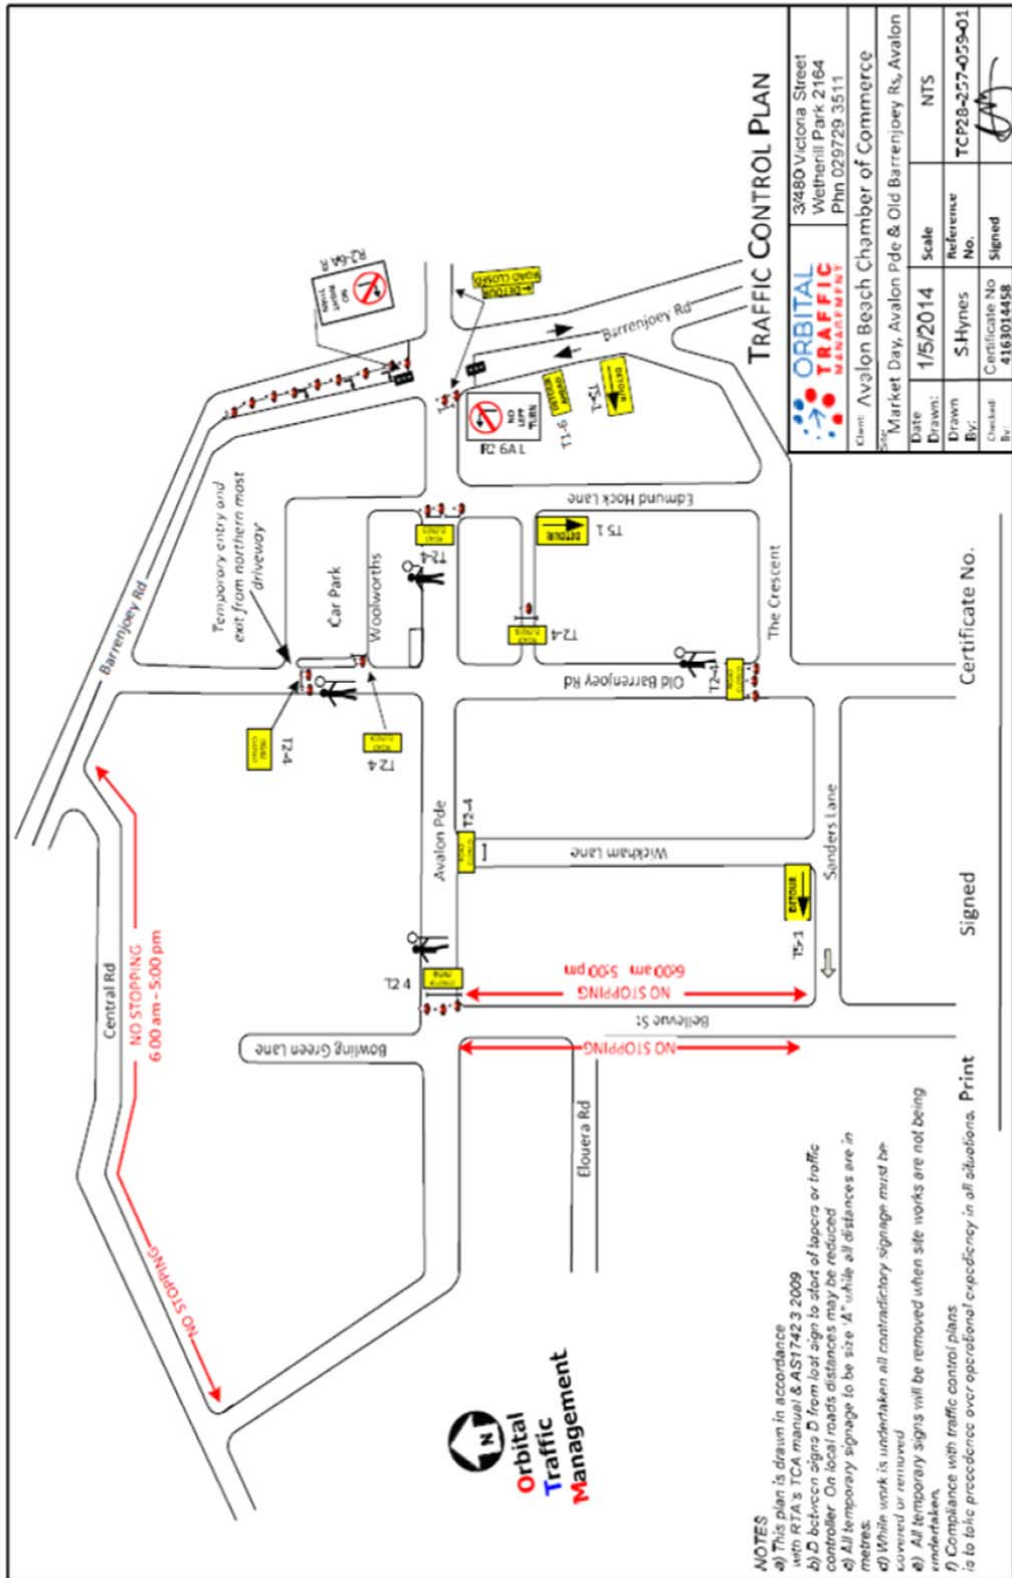 TRAFFIC CONTROL PLAN
ORBITAL
TRAFFIC
MANAGEMENT
3/480 Victoria Street
Wetherill Park 2164
Phn 029729 3511
Client: Avalon Beach Chamber of Commerce
Site: Market Day, Avalon Pde & Old Barrenjoey Rs, Avalon
Date Drawn: 1/5/2014 Scale NTS
Drawn By: S.Hynes Reference No. TCP28-257-059-01
Checked By: Certificate No 4163014458 Signed
Barrenjoey Rd
Central Rd
NO STOPPING
6.00 am - 5:00 pm
NO STOPPING
Temporary entry and
exit from northern most
driveway
Car Park
Woolworths
NO
RIGHT
TURN
ROAD CLOSED
DETOUR
Barrenjoey Rd
NO
LEFT
TURN
T1-6
DETOUR
T5-1
DETOUR
Edmund Hock Lane
T5 1
DETOUR
T2-4
T2-4
T2-4
T2 4
Old Barrenjoey Rd
T2-4
The Crescent
Avalon Pde
T2-4
Wickham Lane
Sanders Lane
DETOUR
T5-1
NO STOPPING
6:00 am 5:00 pm
NO STOPPING
Bellevue St
Bowling Green Lane
Elouera Rd
N
Orbital
Traffic
Management
NOTES
a) This plan is drawn in accordance
with RTA's TCA manual & AS1742 3 2009
b) D between signs D from last sign to start of tapers or traffic
controller. On local roads distances may be reduced
c) All temporary signage to be size 'A" while all distances are in
metres.
d) While work is undertaken all contradictory signage must be
covered or removed
e) All temporary signs will be removed when site works are not being
undertaken.
f) Compliance with traffic control plans
is to take precedence over operational expediency in all situations.
Print
Signed
Certificate No.